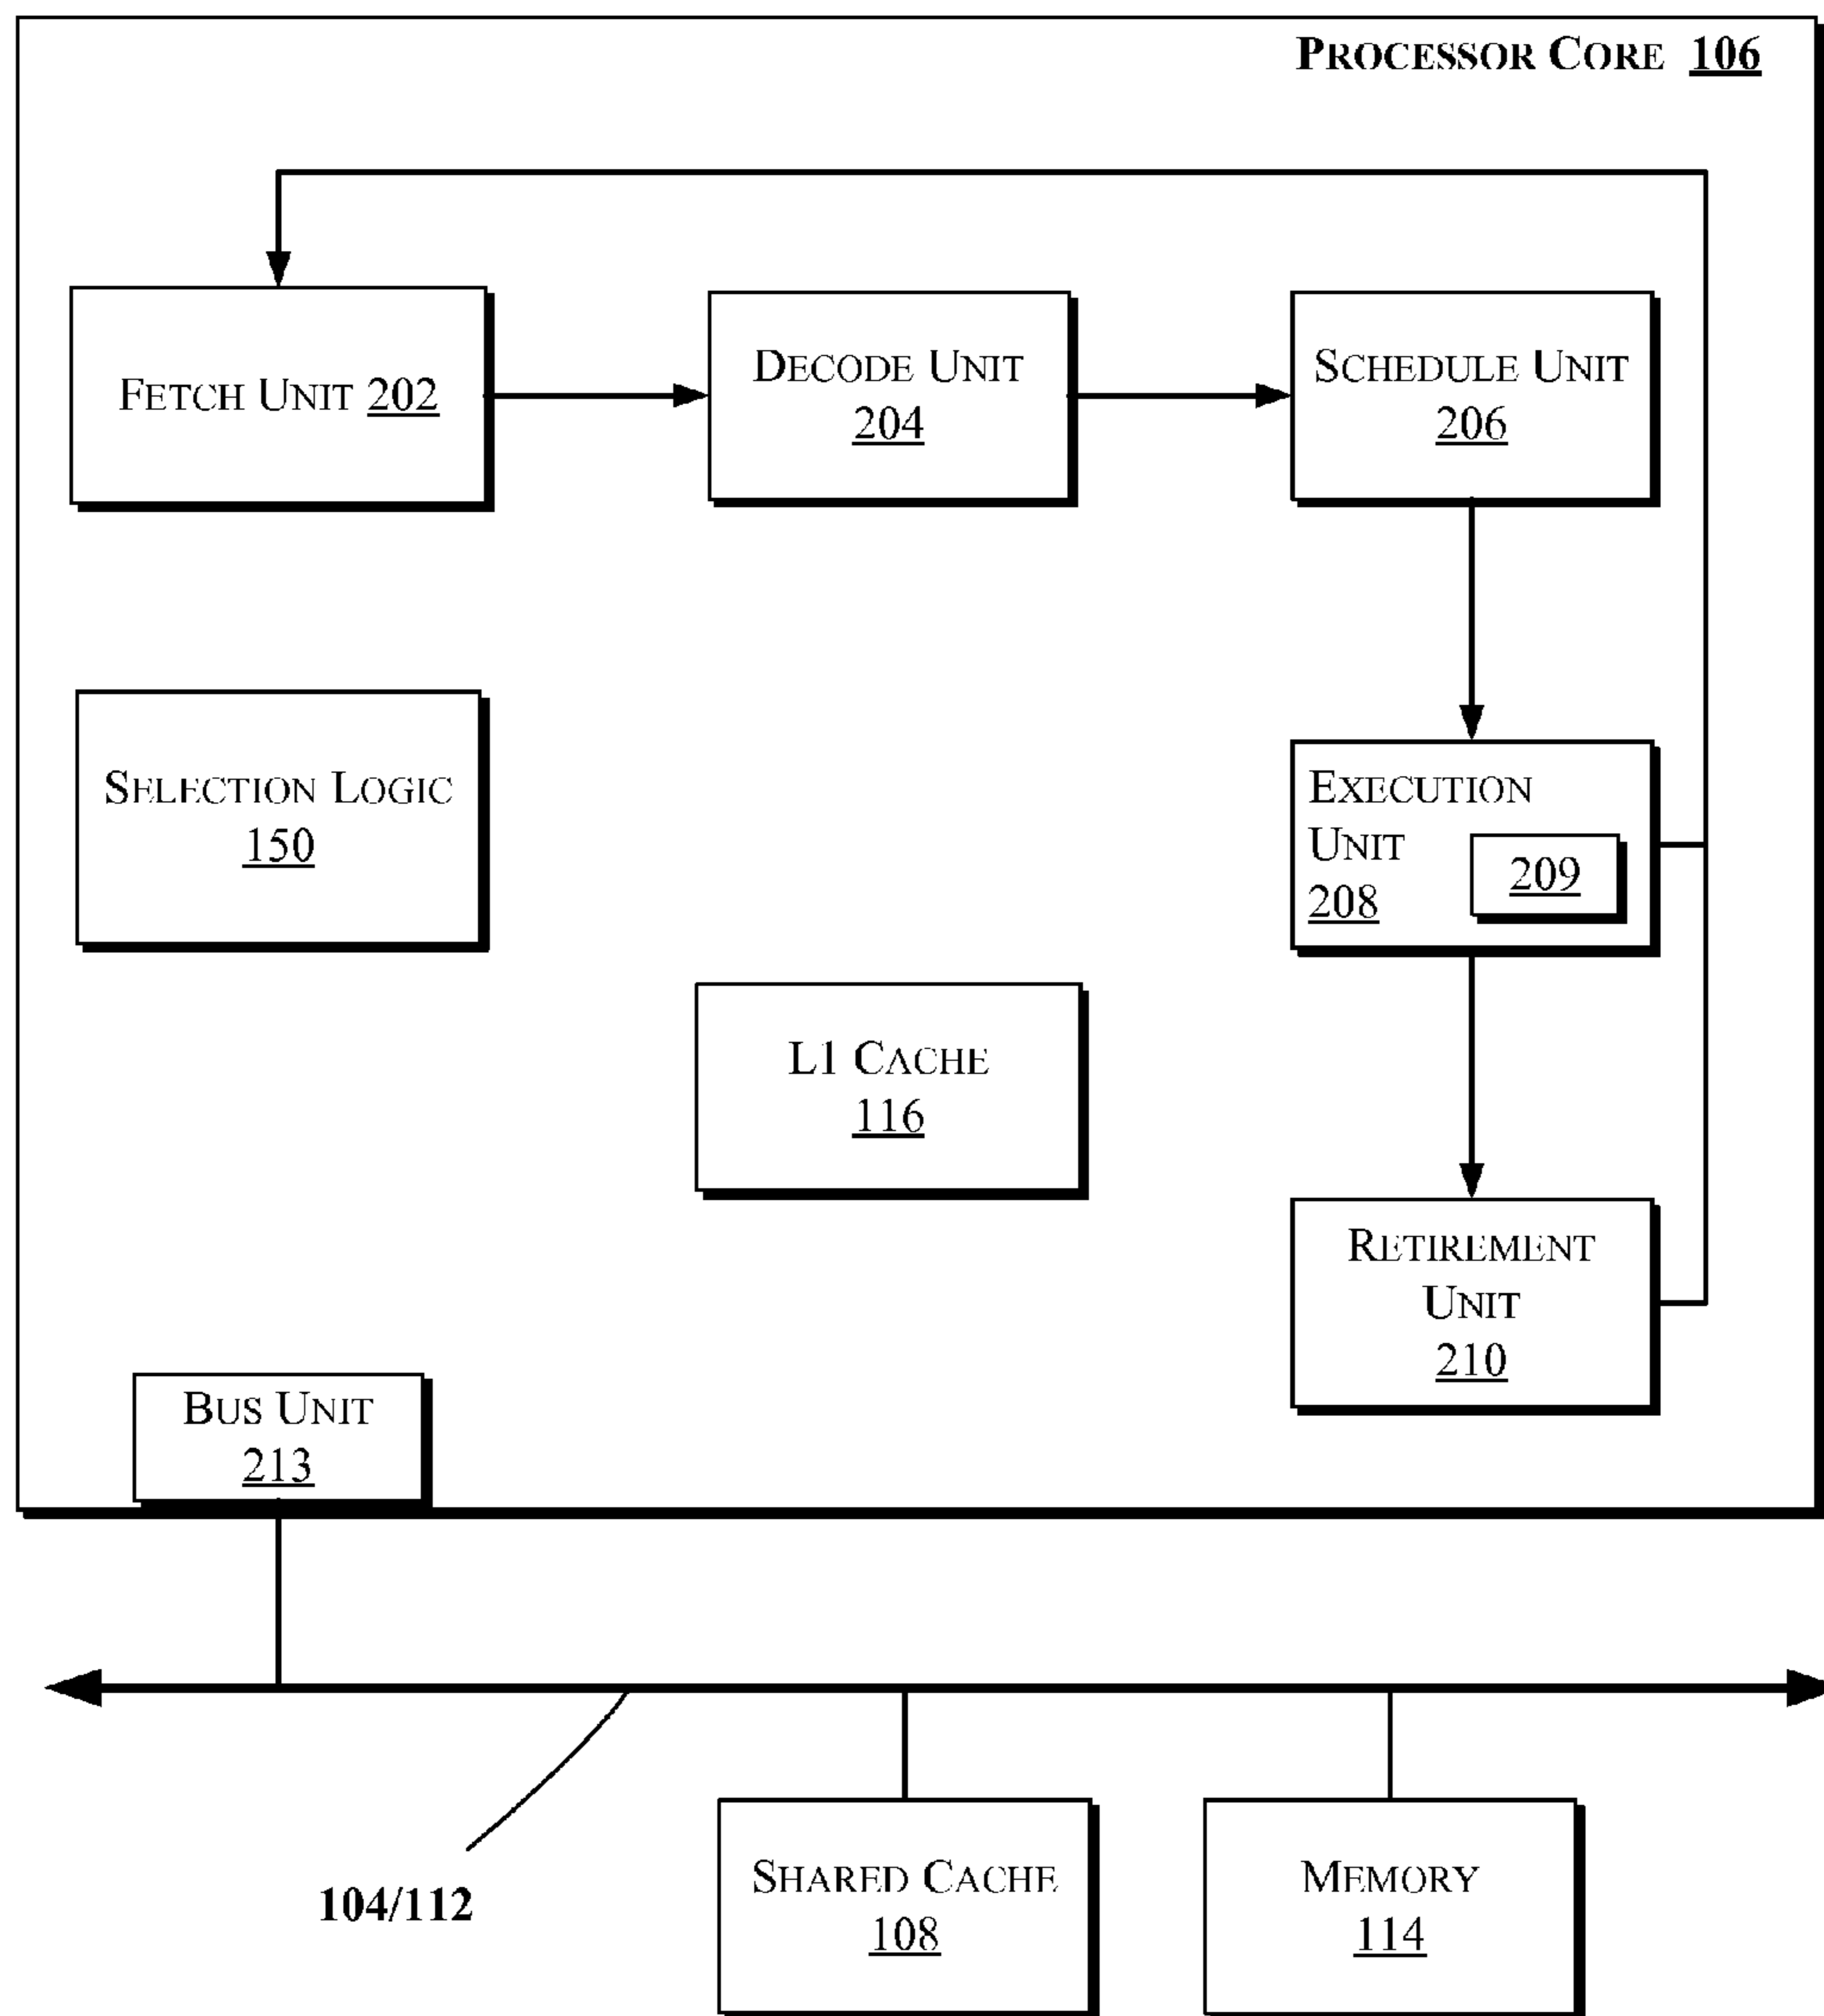 PROCESSOR CORE 106
FETCH UNIT 202
DECODE UNIT
204
SCHEDULE UNIT
206
SELECTION LOGIC
150
EXECUTION
UNIT
208
209
L1 CACHE
116
RETIREMENT
UNIT
210
BUS UNIT
213
104/112
SHARED CACHE
108
MEMORY
114